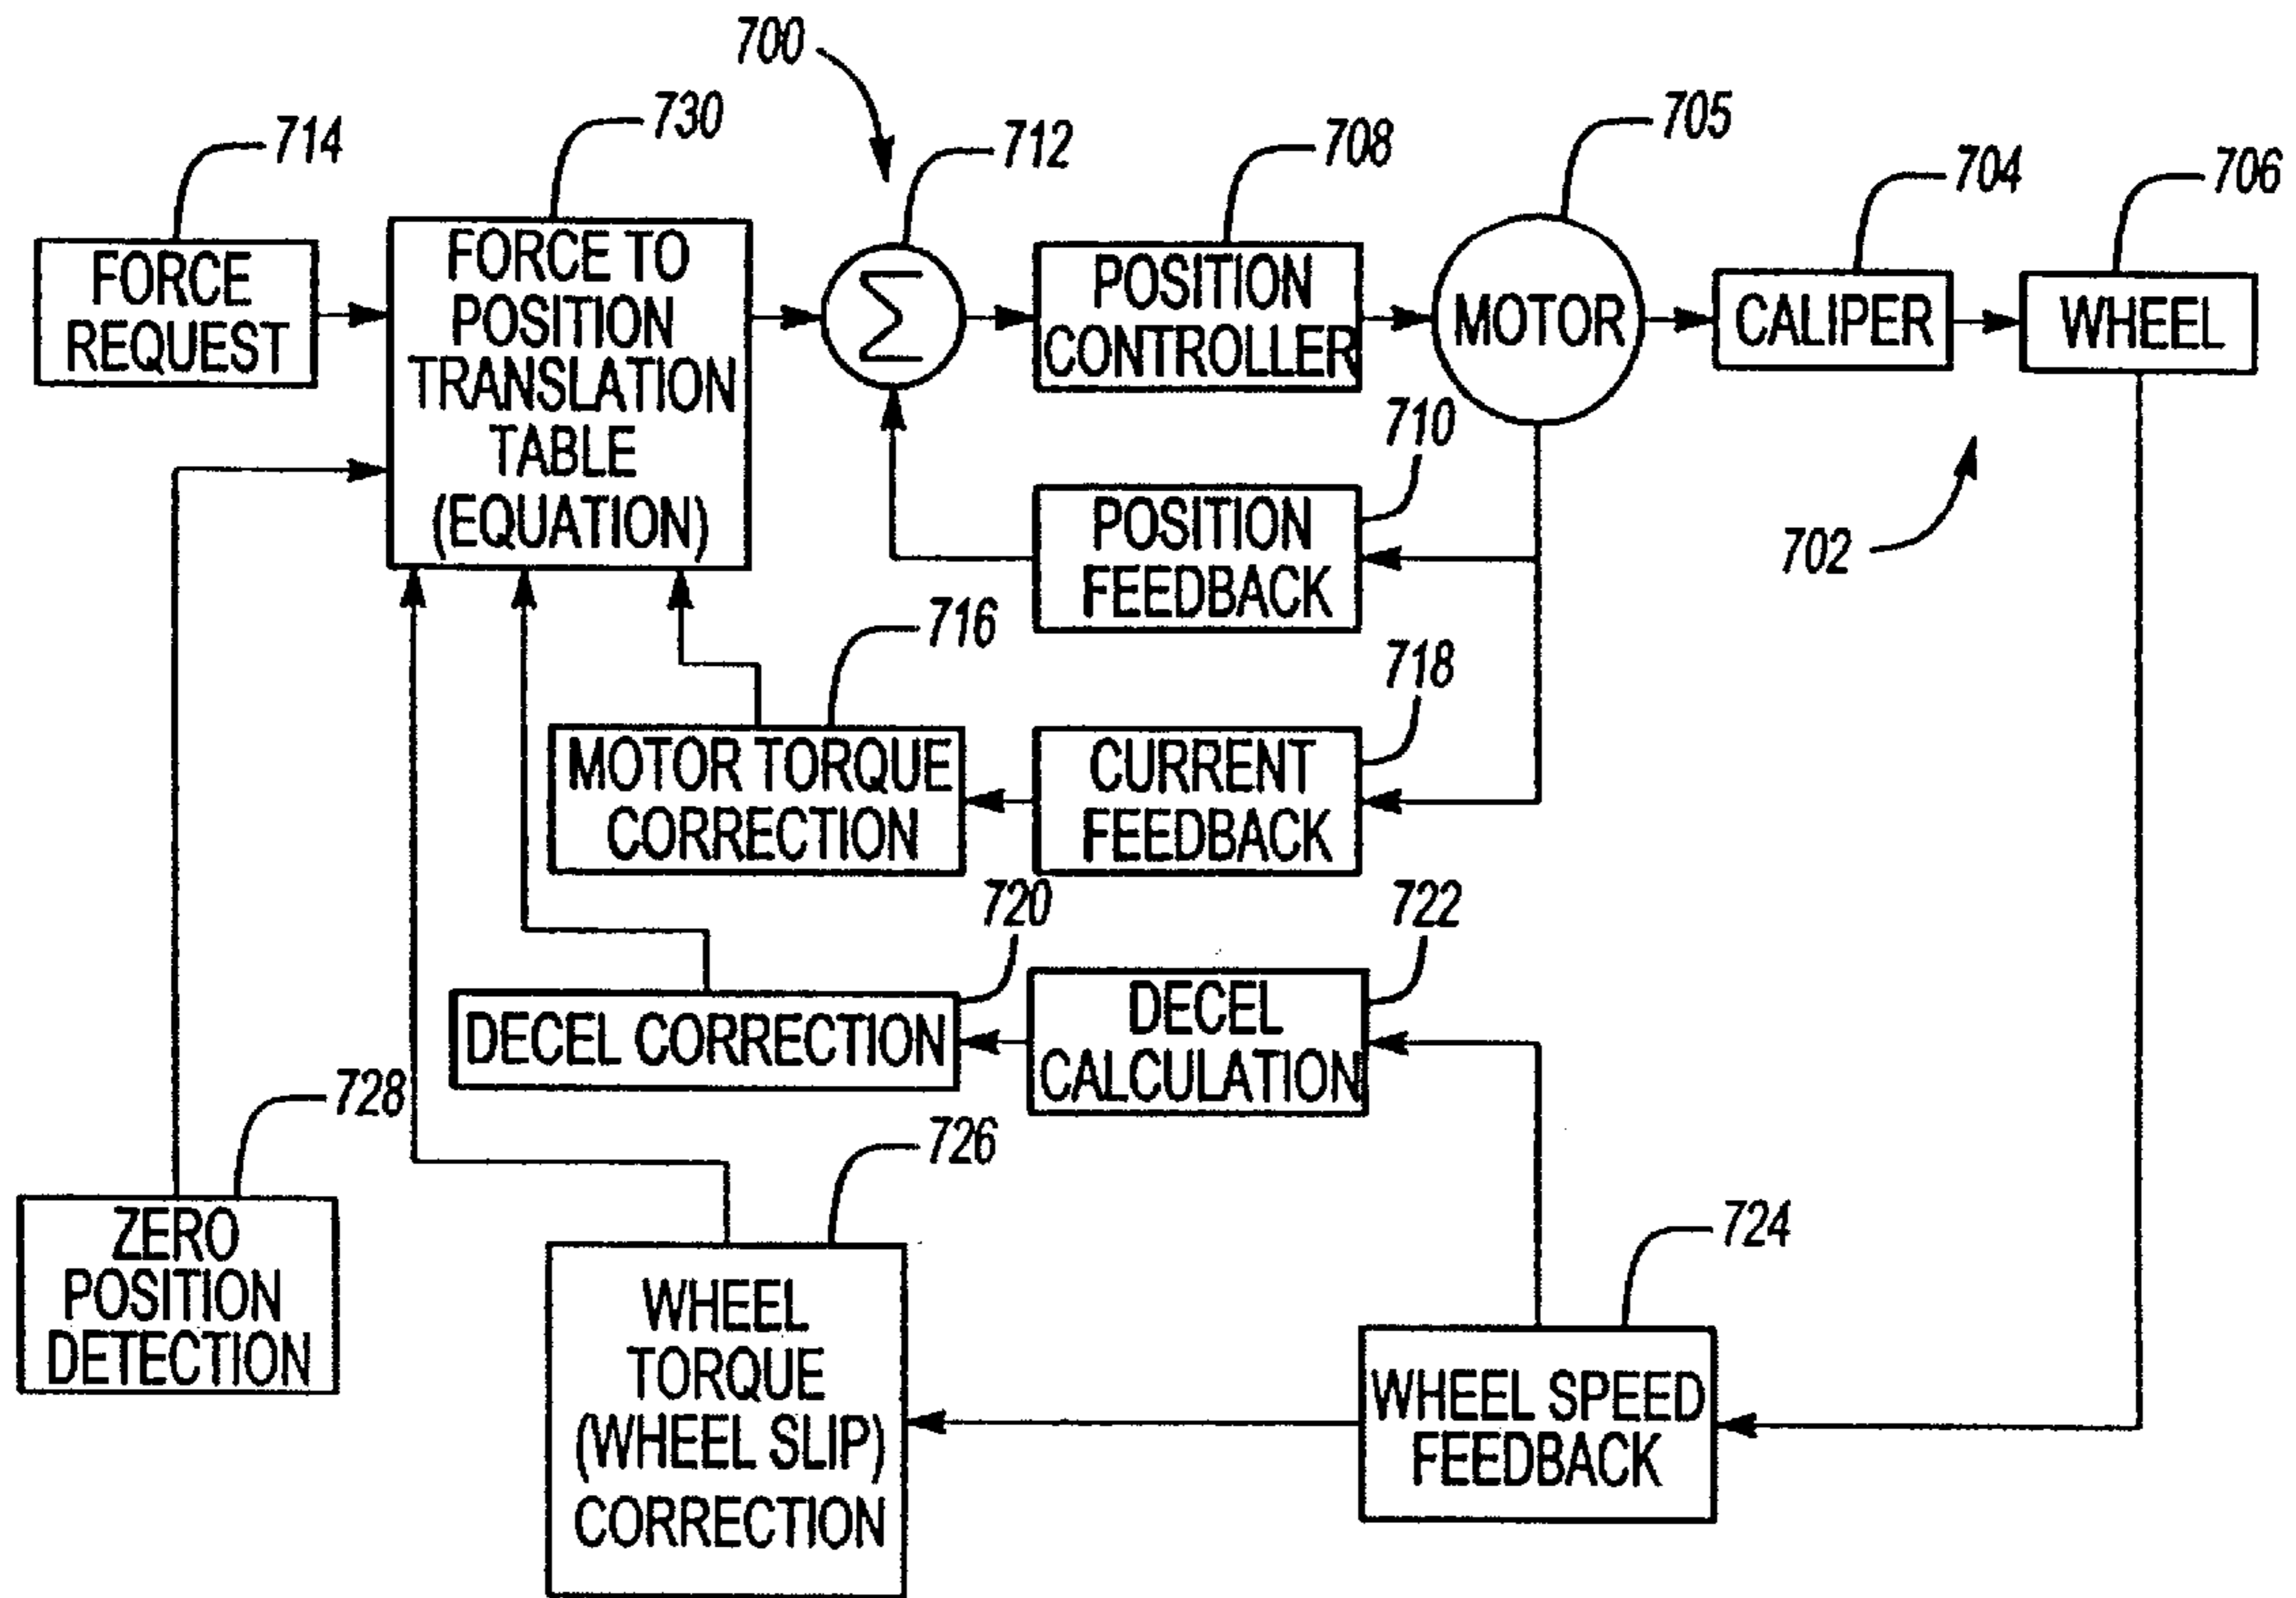 700
714
730
712
708
705
704
706
FORCE
REQUEST
FORCE TO
POSITION
TRANSLATION
TABLE
(EQUATION)
Σ
POSITION
CONTROLLER
MOTOR
CALIPER
WHEEL
710
702
POSITION
FEEDBACK
716
718
MOTOR TORQUE
CORRECTION
CURRENT
FEEDBACK
720
722
DECEL CORRECTION
DECEL
CALCULATION
728
726
724
ZERO
POSITION
DETECTION
WHEEL
TORQUE
(WHEEL SLIP)
CORRECTION
WHEEL SPEED
FEEDBACK